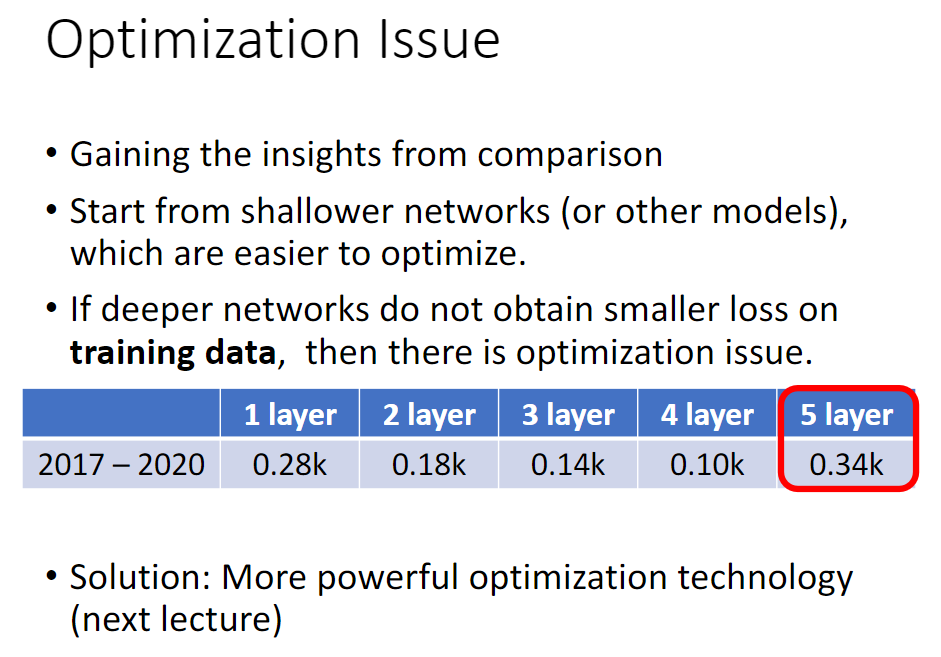 Optimization Issue
• Gaining the insights from comparison
• Start from shallower networks (or other models),
which are easier to optimize.
• If deeper networks do not obtain smaller loss on
training data, then there is optimization issue.
1 layer 2 layer 3 layer 4 layer 5 layer
2017 – 2020 0.28k 0.18k 0.14k 0.10k 0.34k
• Solution: More powerful optimization technology
(next lecture)